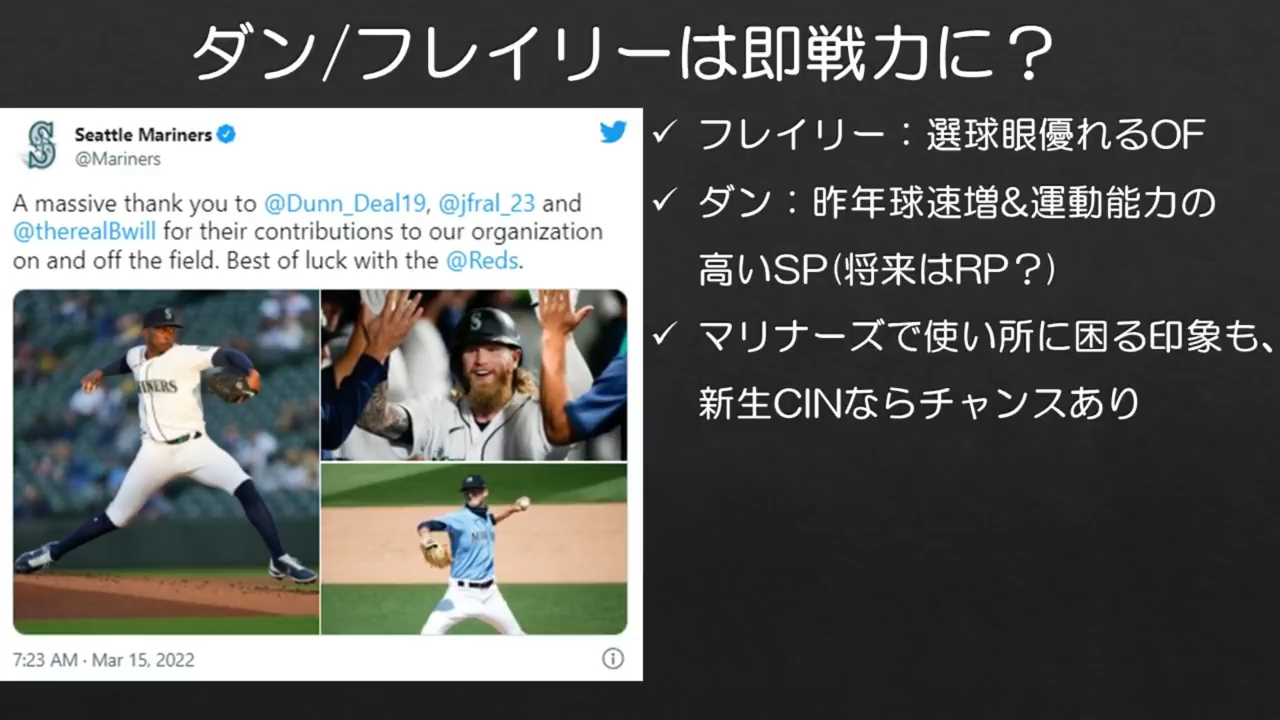 ダン/フレイリーは即戦力に？
Seattle Mariners
@Mariners
A massive thank you to @Dunn_Deal19, @jfral_23 and
@therealBwill for their contributions to our organization
on and off the field. Best of luck with the @Reds.
7:23 AM · Mar 15, 2022
✓ フレイリー：選球眼優れるOF
✓ ダン：昨年球速増&運動能力の
高いSP(将来はRP？)
✓ マリナーズで使い所に困る印象も、
新生CINならチャンスあり